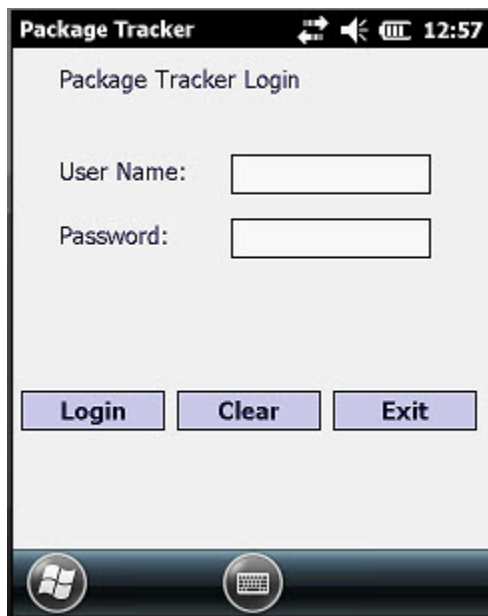 Package Tracker 12:57
Package Tracker Login
User Name:
Password:
Login Clear Exit